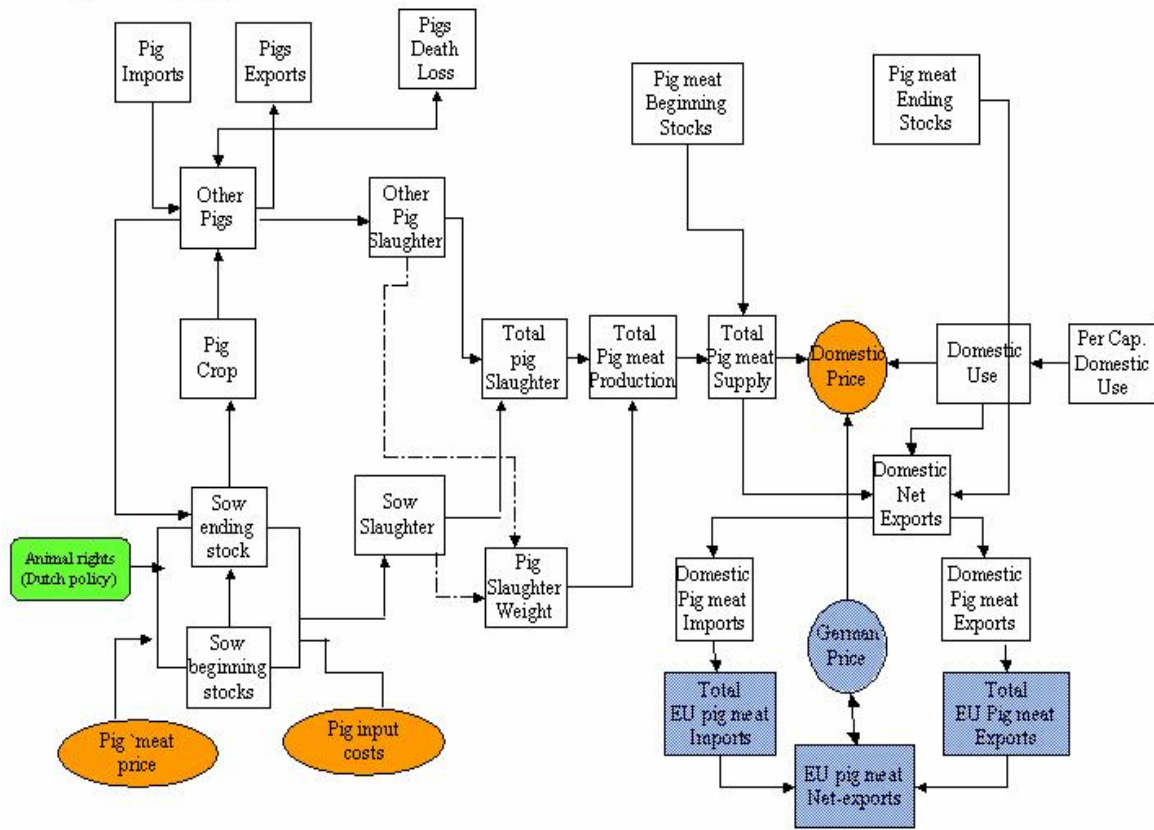 Pig
Imports
Pigs
Exports
Pigs
Death
Loss
Pig meat
Beginning
Stocks
Pig meat
Ending
Stocks
Other
Pigs
Other
Pig
Slaughter
Pig
Crop
Total
pig
Slaughter
Total
Pig meat
Production
Total
Pig meat
Supply
Domestic
Price
Domestic
Use
Per Cap.
Domestic
Use
Domestic
Net
Exports
Sow
ending
stock
Sow
Slaughter
Pig
Slaughter
Weight
Animal rights
(Dutch policy)
Domestic
Pig meat
Imports
Domestic
Pig meat
Exports
German
Price
Sow
beginning
stocks
Pig `meat
price
Pig input
costs
Total
EU pig meat
Imports
Total
EU Pig meat
Exports
EU pig meat
Net-exports